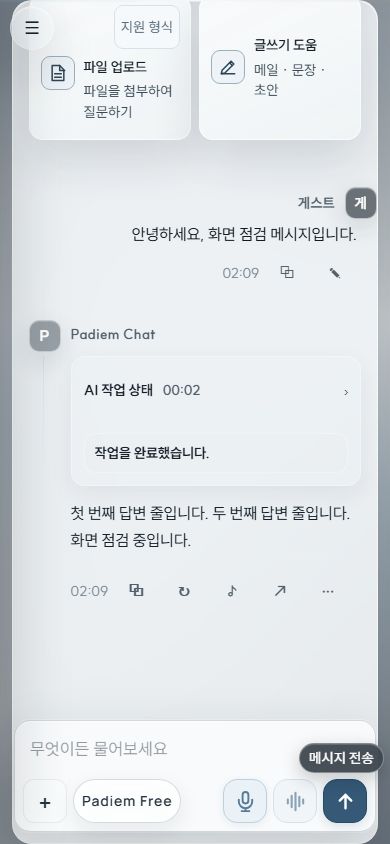 지원 형식
파일 업로드
파일을 첨부하여
질문하기
글쓰기 도움
메일 · 문장 ·
초안
게스트 게
안녕하세요, 화면 점검 메시지입니다.
02:09
P Padiem Chat
AI 작업 상태 00:02
작업을 완료했습니다.
첫 번째 답변 줄입니다. 두 번째 답변 줄입니다.
화면 점검 중입니다.
02:09
무엇이든 물어보세요
메시지 전송
+ Padiem Free